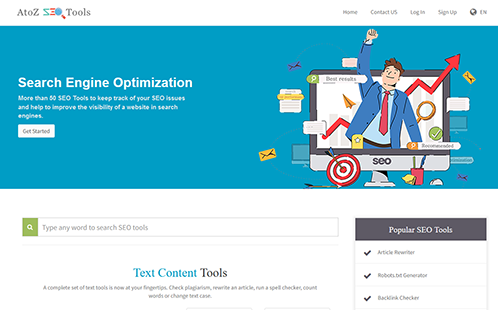 AtoZ SEO Tools
Home
Contact US
Log In
Sign Up
EN
Search Engine Optimization
More than 50 SEO Tools to keep track of your SEO issues
and help to improve the visibility of a website in search
engines.
Get Started
Best results
Recommended
SEO
Type any word to search SEO tools
Popular SEO Tools
Article Rewriter
Robots.txt Generator
Backlink Checker
Text Content Tools
A complete set of text tools is now at your fingertips. Check plagiarism, rewrite an article, run a spell checker, count
words or change text case.